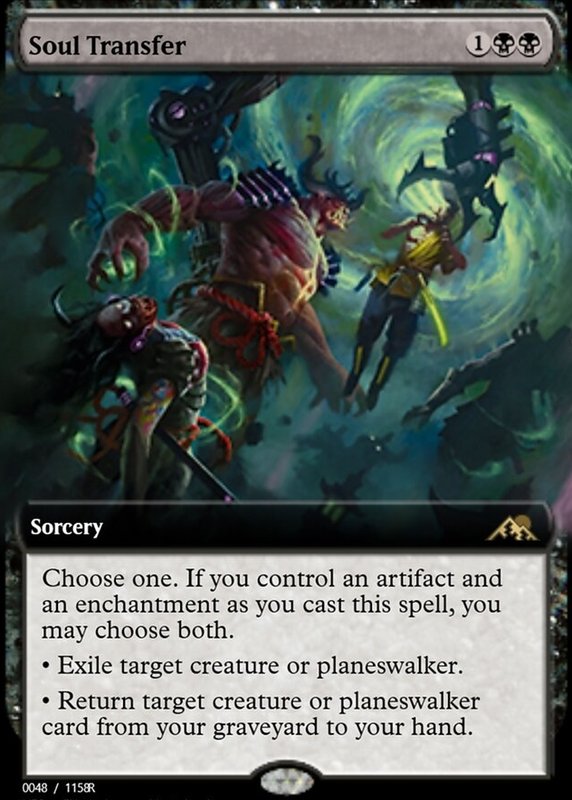 Soul Transfer 1
Sorcery
Choose one. If you control an artifact and
an enchantment as you cast this spell, you
may choose both.
• Exile target creature or planeswalker.
• Return target creature or planeswalker
card from your graveyard to your hand.
0048 / 1158R